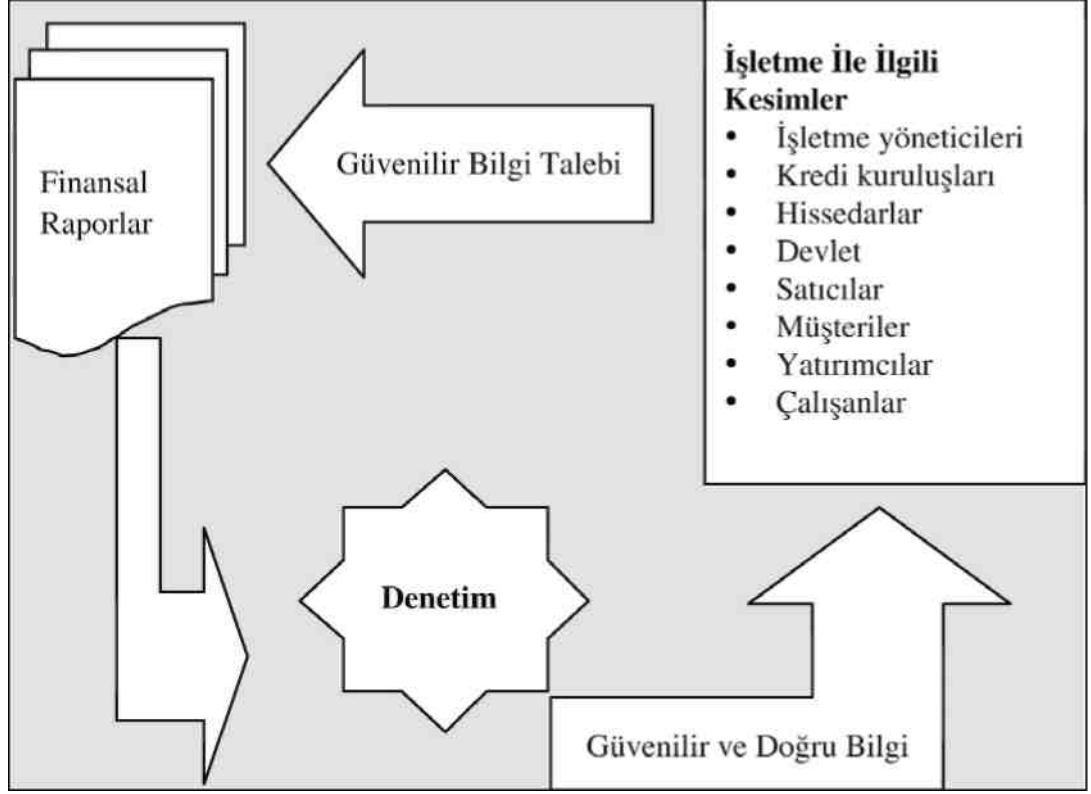 Finansal
Raporlar
Güvenilir Bilgi Talebi
İşletme İle İlgili
Kesimler
• İşletme yöneticileri
• Kredi kuruluşları
• Hissedarlar
• Devlet
• Satıcılar
• Müşteriler
• Yatırımcılar
• Çalışanlar
Denetim
Güvenilir ve Doğru Bilgi